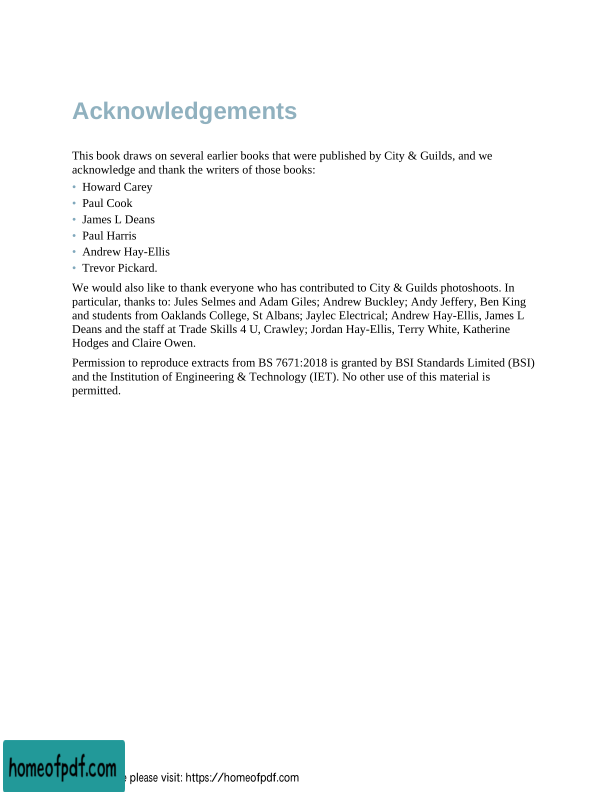 Acknowledgements
This book draws on several earlier books that were published by City & Guilds, and we
acknowledge and thank the writers of those books:
• Howard Carey
• Paul Cook
• James L Deans
• Paul Harris
• Andrew Hay-Ellis
• Trevor Pickard.
We would also like to thank everyone who has contributed to City & Guilds photoshoots. In
particular, thanks to: Jules Selmes and Adam Giles; Andrew Buckley; Andy Jeffery, Ben King
and students from Oaklands College, St Albans; Jaylec Electrical; Andrew Hay-Ellis, James L
Deans and the staff at Trade Skills 4 U, Crawley; Jordan Hay-Ellis, Terry White, Katherine
Hodges and Claire Owen.
Permission to reproduce extracts from BS 7671:2018 is granted by BSI Standards Limited (BSI)
and the Institution of Engineering & Technology (IET). No other use of this material is
permitted.
homeofpdf.com
please visit: https://homeofpdf.com